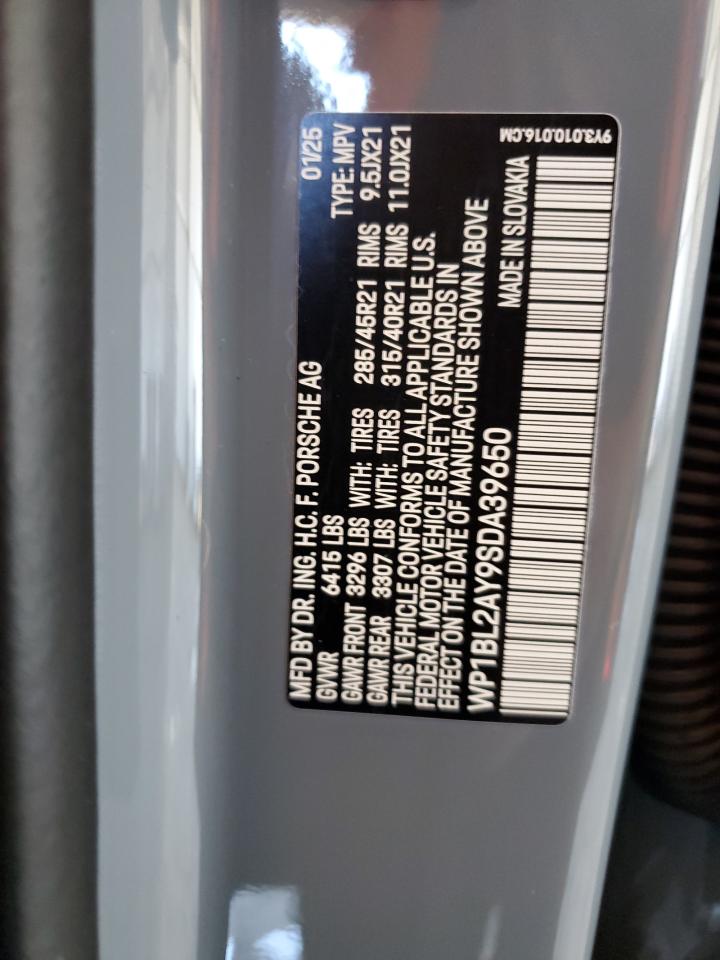 MFD BY DR. ING. H.C. F. PORSCHE AG 01/25
GVWR 6415 LBS TYPE: MPV
GAWR FRONT 3296 LBS WITH: TIRES 285/45R21 RIMS 9.5JX21
GAWR REAR 3307 LBS WITH: TIRES 315/40R21 RIMS 11.0JX21
THIS VEHICLE CONFORMS TO ALL APPLICABLE U.S.
FEDERAL MOTOR VEHICLE SAFETY STANDARDS IN
EFFECT ON THE DATE OF MANUFACTURE SHOWN ABOVE
WP1BL2AY9SDA39650 MADE IN SLOVAKIA
9Y3.010.016.CM